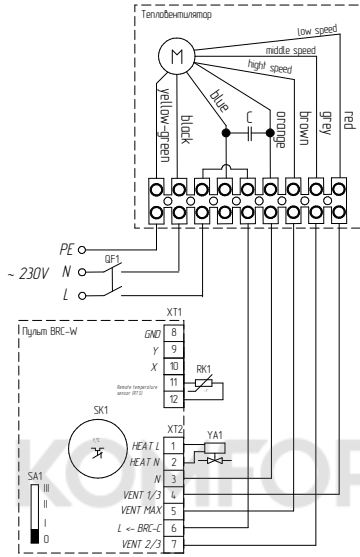 Тепловентилятор
low speed
middle speed
hight speed
M
yellow-green
black
blue
C
orange
brown
grey
red
PE
~ 230V
N
QF1
L
Пульт BRC-W
XT1
GND 8
Y 9
X 10
Remote temperature
sensor (RTS)
11
12
RK1
SK1
XT2
HEAT L 1
HEAT N 2
N 3
VENT 1/3 4
VENT MAX 5
L <- BRC-C 6
VENT 2/3 7
YA1
SA1
III
II
I
0
KOMFOR